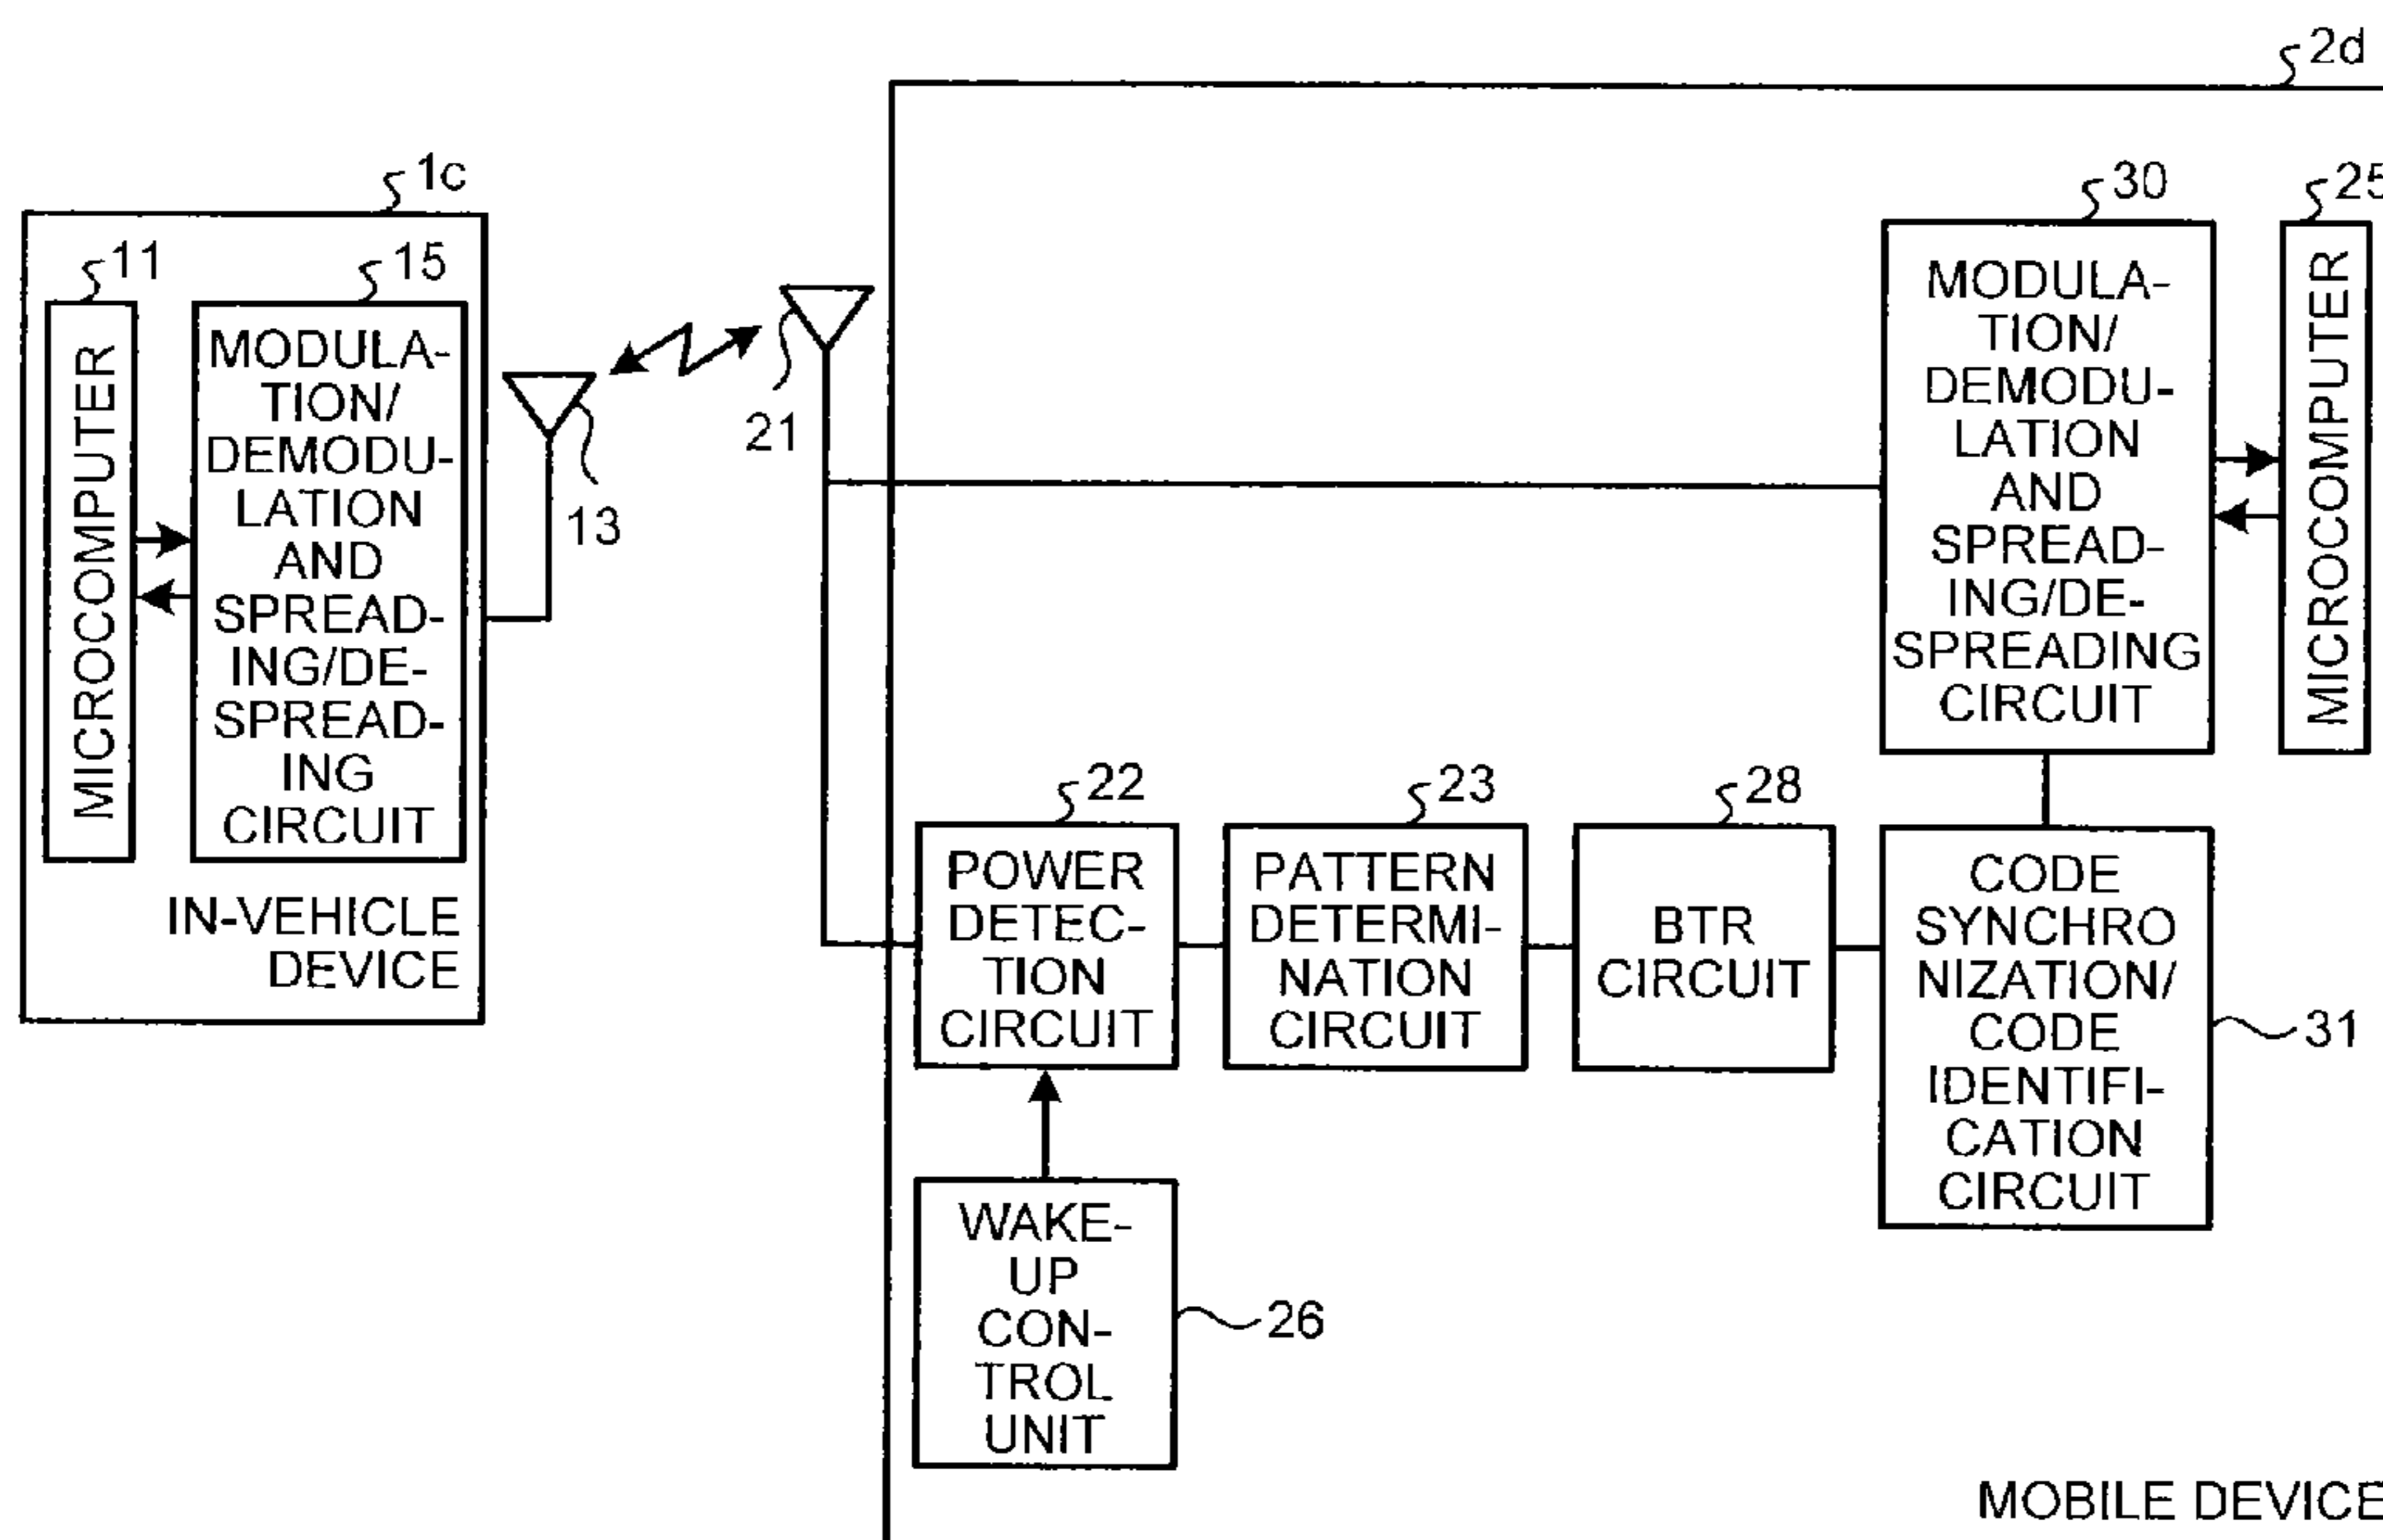 2d
1c
11
15
MICROCOMPUTER
MODULA-
TION/
DEMODU-
LATION
AND
SPREAD-
ING/DE-
SPREAD-
ING
CIRCUIT
IN-VEHICLE
DEVICE
13
21
30
25
MODULA-
TION/
DEMODU-
LATION
AND
SPREAD-
ING/DE-
SPREADING
CIRCUIT
MICROCOMPUTER
22
POWER
DETEC-
TION
CIRCUIT
23
PATTERN
DETERMI-
NATION
CIRCUIT
28
BTR
CIRCUIT
CODE
SYNCHRO
NIZATION/
CODE
IDENTIFI-
CATION
CIRCUIT
31
WAKE-
UP
CON-
TROL
UNIT
26
MOBILE DEVICE